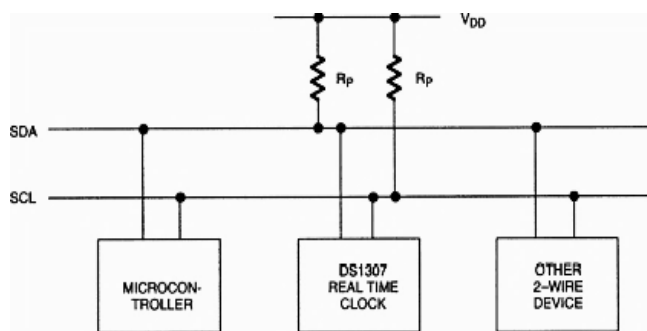 VDD
RP
RP
SDA
SCL
MICROCON-
TROLLER
DS1307
REAL TIME
CLOCK
OTHER
2-WIRE
DEVICE